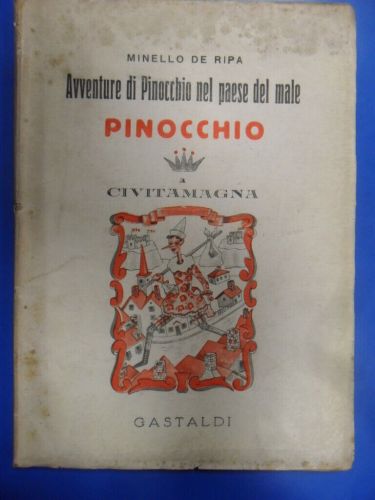 MINELLO DE RIPA
Avventure di Pinocchio nel paese del male
PINOCCHIO
a
CIVITAMAGNA
GASTALDI